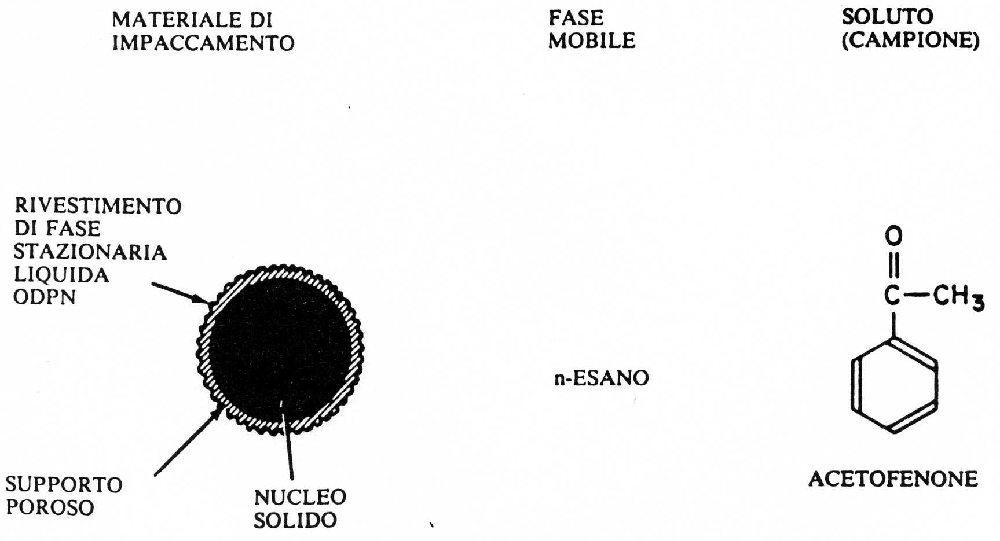 MATERIALE DI
IMPACCAMENTO
FASE
MOBILE
SOLUTO
(CAMPIONE)
RIVESTIMENTO
DI FASE
STAZIONARIA
LIQUIDA
ODPN
O
C—CH3
n-ESANO
SUPPORTO
POROSO
NUCLEO
SOLIDO
ACETOFENONE